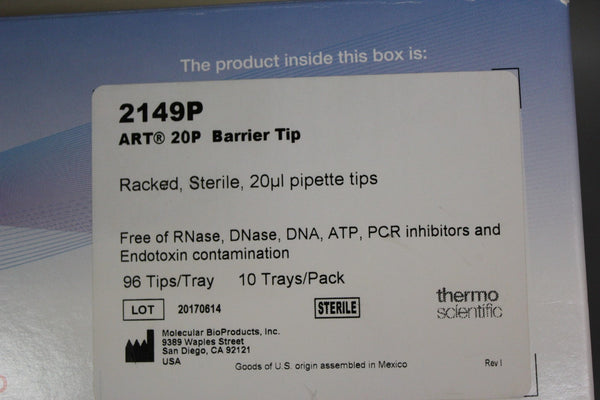 The product inside this box is:
2149P
ART® 20P Barrier Tip
Racked, Sterile, 20µl pipette tips
Free of RNase, DNase, DNA, ATP, PCR inhibitors and
Endotoxin contamination
96 Tips/Tray 10 Trays/Pack
LOT 20170614 STERILE
thermo
scientific
Molecular BioProducts, Inc.
9389 Waples Street
San Diego, CA 92121
USA
Goods of U.S. origin assembled in Mexico
Rev I